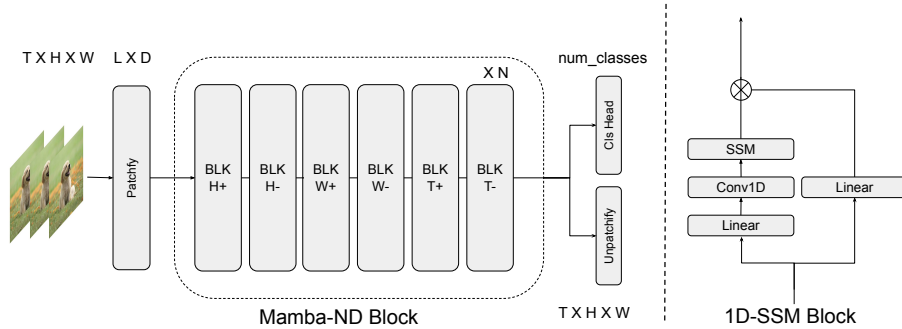 T X H X W
L X D
Patchfy
X N
BLK
H+
BLK
H-
BLK
W+
BLK
W-
BLK
T+
BLK
T-
Mamba-ND Block
num_classes
Cls Head
Unpatchify
T X H X W
SSM
Conv1D
Linear
Linear
1D-SSM Block